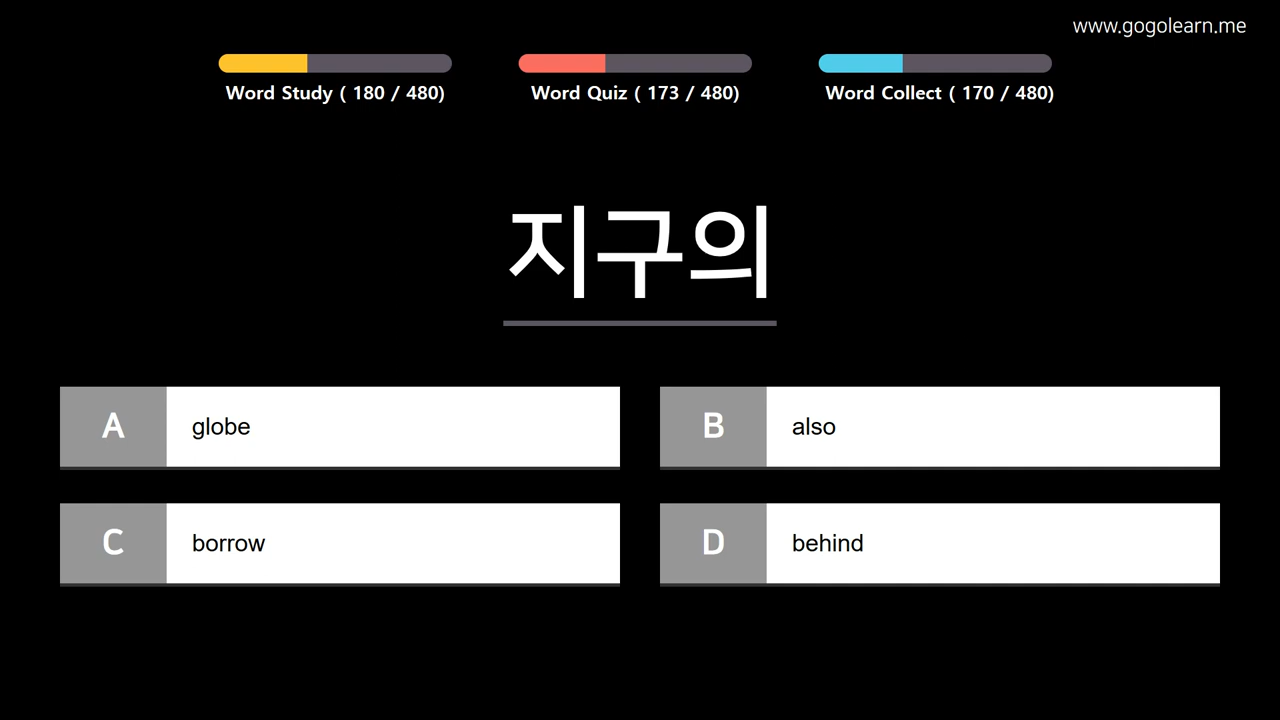 www.gogolearn.me
Word Study ( 180 / 480)
Word Quiz ( 173 / 480)
Word Collect ( 170 / 480)
지구의
A globe
B also
C borrow
D behind